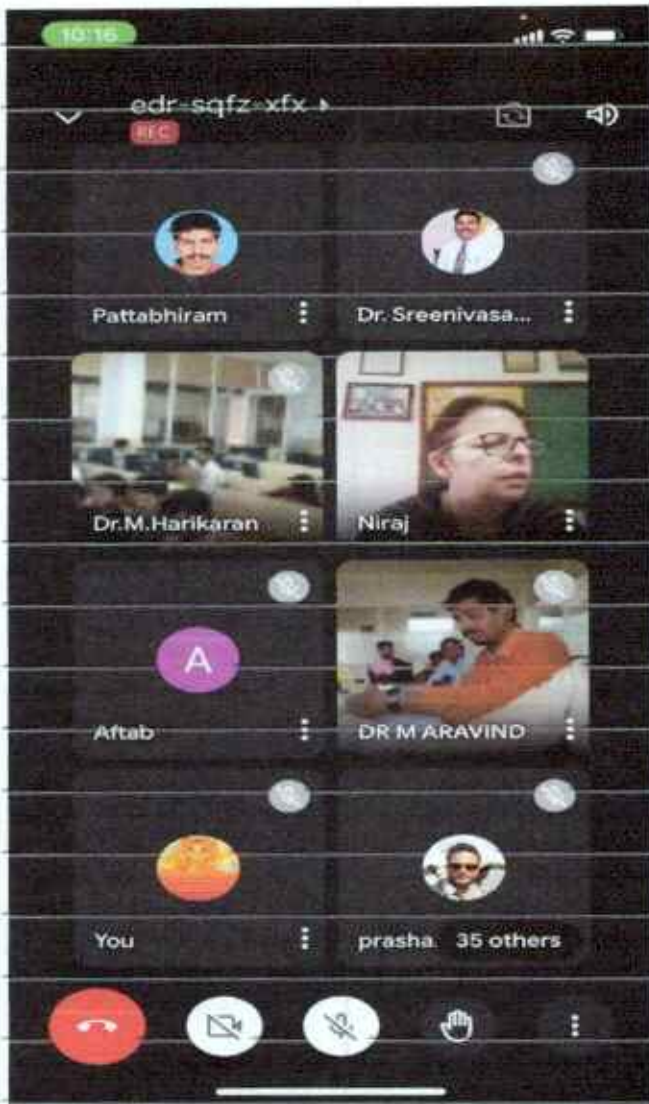 10:16
edr-sqfz-xfx
REC
Pattabhiram
Dr. Sreenivasa...
Dr.M.Harikaran
Niraj
A
Aftab
DR M ARAVIND
You
prasha.
35 others